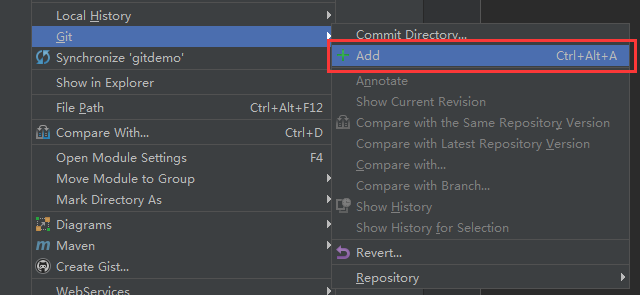 Local History
Git
Synchronize 'gitdemo'
Show in Explorer
File Path Ctrl+Alt+F12
Compare With... Ctrl+D
Open Module Settings F4
Move Module to Group
Mark Directory As
Diagrams
Maven
Create Gist...
WebServices
Commit Directory...
Add Ctrl+Alt+A
Annotate
Show Current Revision
Compare with the Same Repository Version
Compare with Latest Repository Version
Compare with...
Compare with Branch...
Show History
Show History for Selection
Revert...
Repository